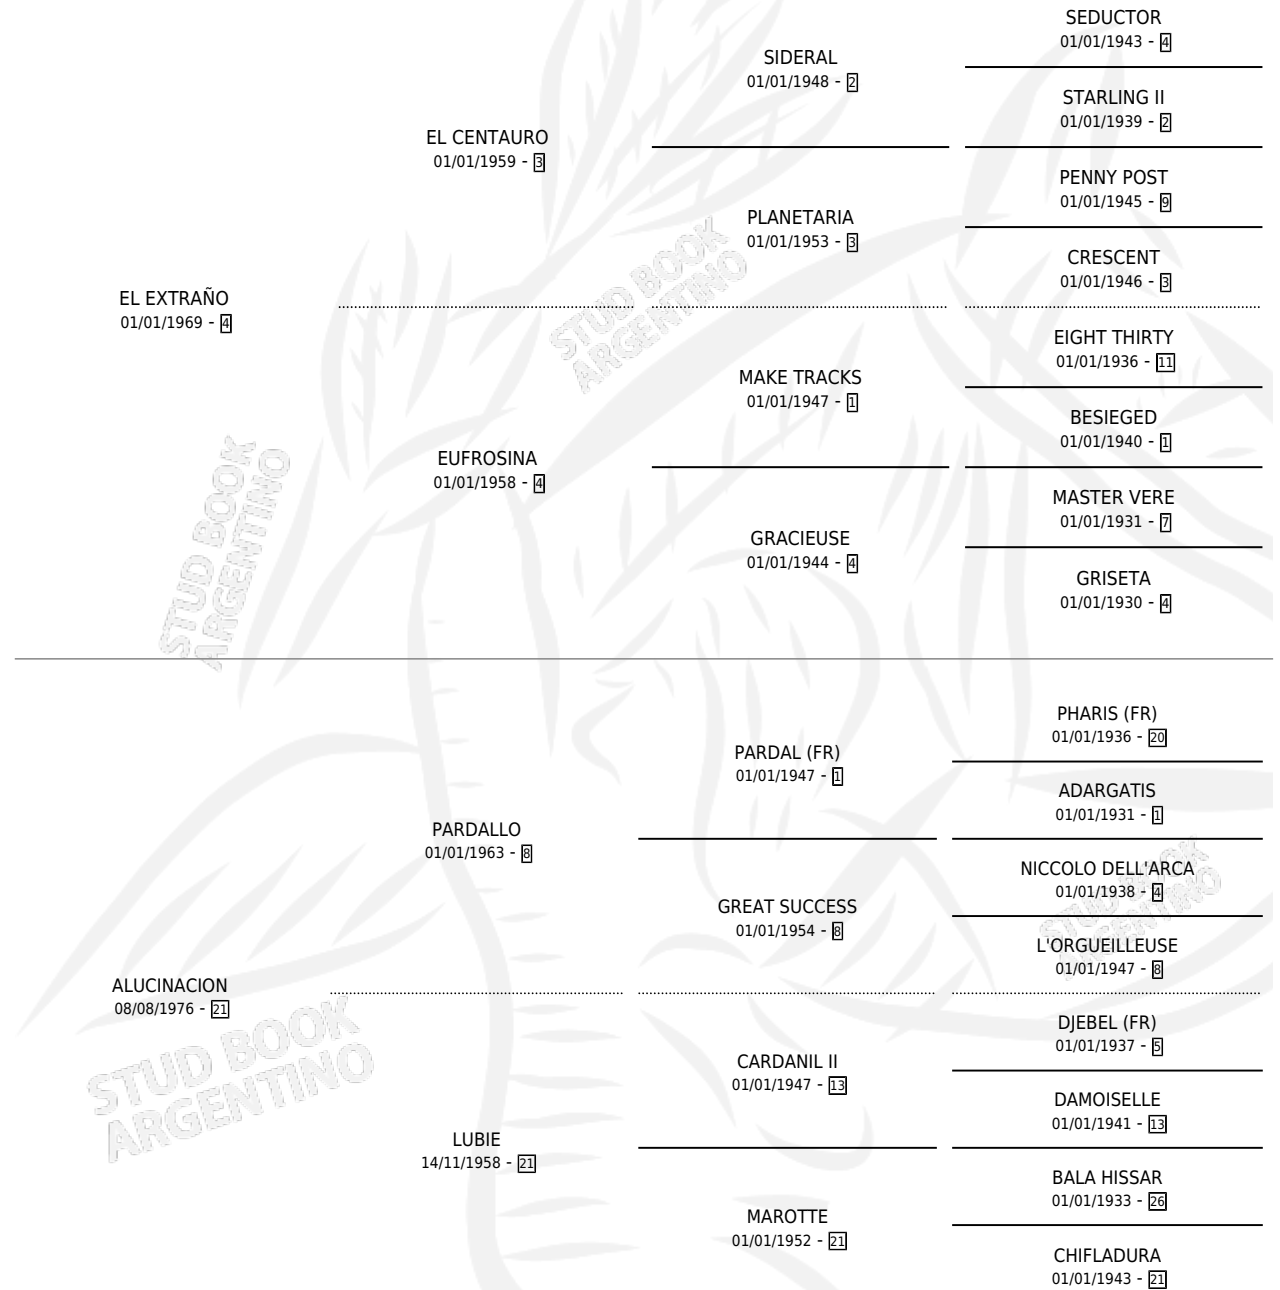 SEDUCTOR
01/01/1943 - 4
SIDERAL
01/01/1948 - 2
STARLING II
01/01/1939 - 2
EL CENTAURO
01/01/1959 - 3
PENNY POST
01/01/1945 - 9
PLANETARIA
01/01/1953 - 3
CRESCENT
01/01/1946 - 3
EL EXTRAÑO
01/01/1969 - 4
EIGHT THIRTY
01/01/1936 - 11
MAKE TRACKS
01/01/1947 - 1
BESIEGED
01/01/1940 - 1
EUFROSINA
01/01/1958 - 4
MASTER VERE
01/01/1931 - 7
GRACIEUSE
01/01/1944 - 4
GRISETA
01/01/1930 - 4
STUD BOOK
ARGENTINO
STUD BOOK
ARGENTINO
PHARIS (FR)
01/01/1936 - 20
PARDAL (FR)
01/01/1947 - 1
ADARGATIS
01/01/1931 - 1
PARDALLO
01/01/1963 - 8
NICCOLO DELL'ARCA
01/01/1938 - 4
GREAT SUCCESS
01/01/1954 - 8
L'ORGUEILLEUSE
01/01/1947 - 8
ALUCINACION
08/08/1976 - 21
DJEBEL (FR)
01/01/1937 - 5
CARDANIL II
01/01/1947 - 13
DAMOISELLE
01/01/1941 - 13
LUBIE
14/11/1958 - 21
BALA HISSAR
01/01/1933 - 26
MAROTTE
01/01/1952 - 21
CHIFLADURA
01/01/1943 - 21
STUD BOOK
ARGENTINO
STUD BOOK
ARGENTINO